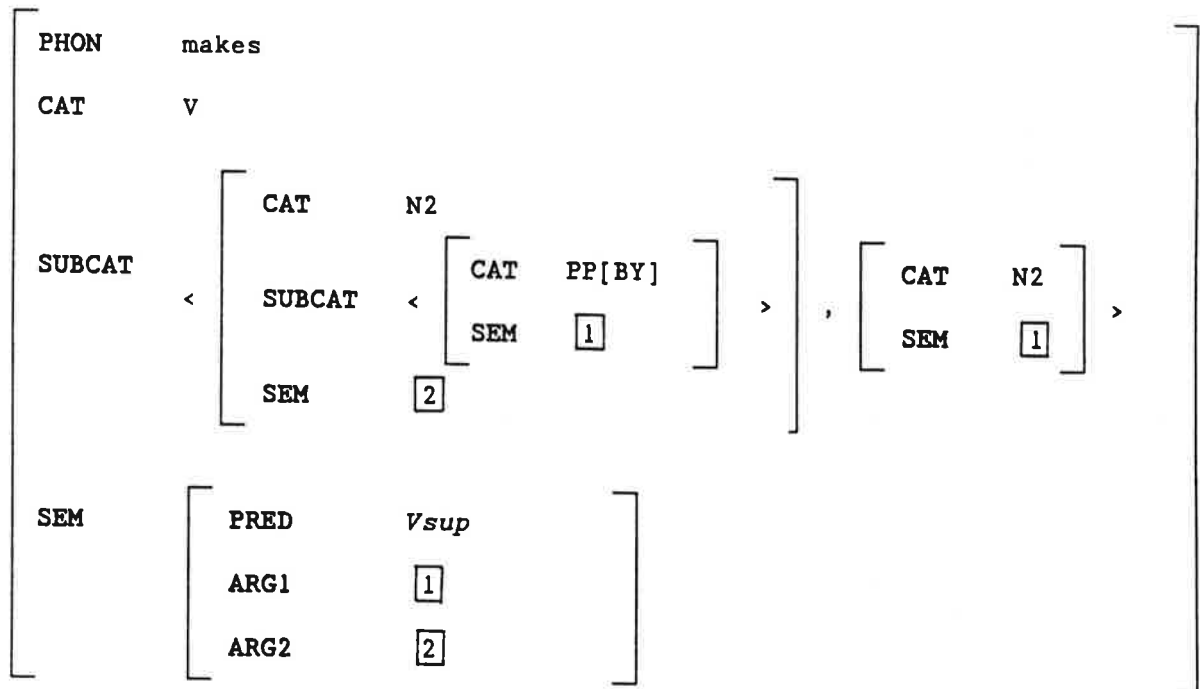 PHON makes
CAT V
CAT N2
CAT PP[BY]
CAT N2
SUBCAT < SUBCAT < > , >
SEM 1
SEM 1
SEM 2
SEM PRED Vsup
ARG1 1
ARG2 2